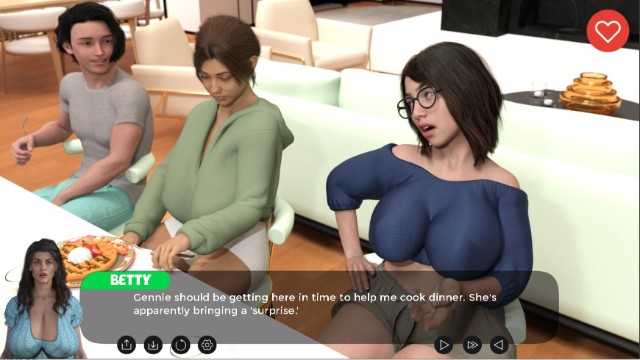 BETTY
Gennie should be getting here in time to help me cook dinner. She's
apparently bringing a 'surprise.'